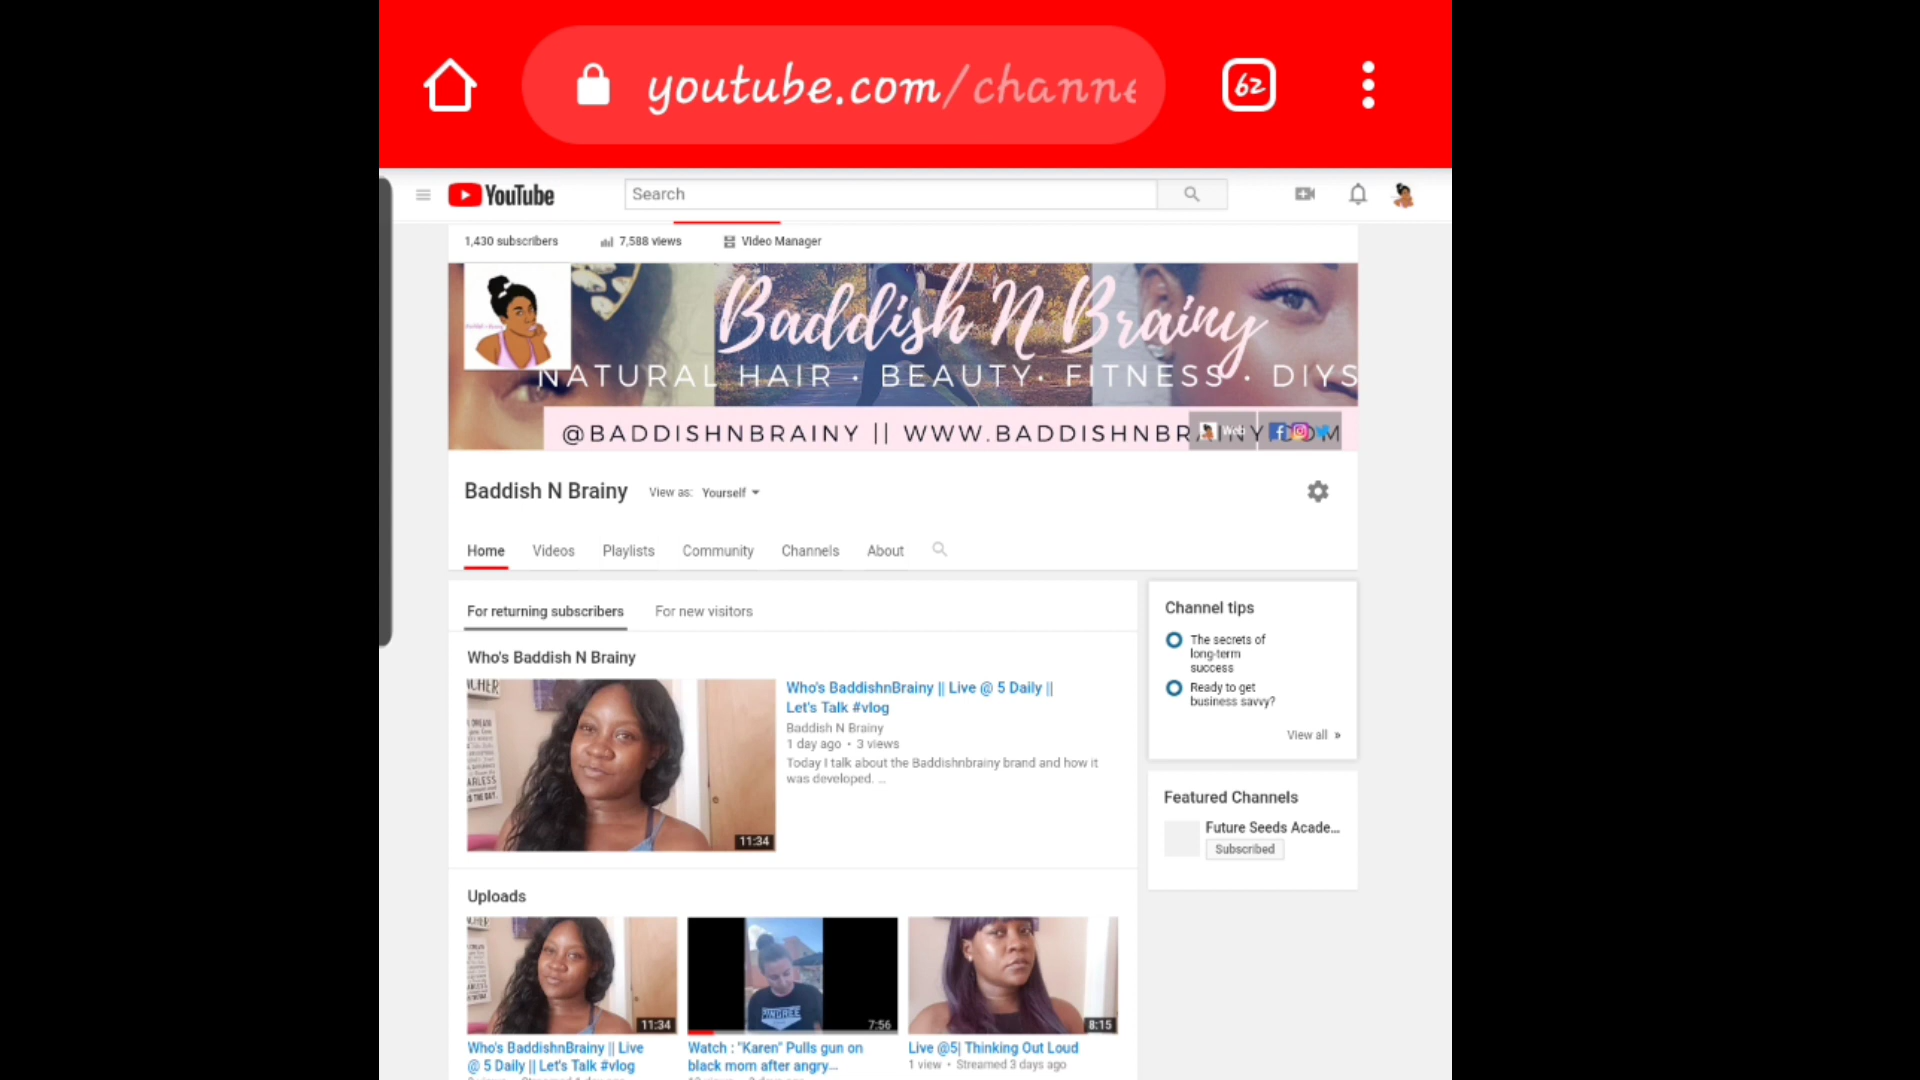 youtube.com/channe
62
YouTube
Search
1,430 subscribers
7,588 views
Video Manager
Baddish N Brainy
NATURAL HAIR · BEAUTY· FITNESS · DIYS
@BADDISHNBRAINY || WWW.BADDISHNBRAINY.COM
Web
Baddish N Brainy
View as: Yourself
Home
Videos
Playlists
Community
Channels
About
For returning subscribers
For new visitors
Who's Baddish N Brainy
Who's BaddishnBrainy || Live @ 5 Daily ||
Let's Talk #vlog
Baddish N Brainy
1 day ago • 3 views
Today I talk about the Baddishnbrainy brand and how it
was developed. ...
11:34
Channel tips
The secrets of
long-term
success
Ready to get
business savvy?
View all »
Featured Channels
Future Seeds Acade...
Subscribed
Uploads
11:34
Who's BaddishnBrainy || Live
@ 5 Daily || Let's Talk #vlog
PINGREE
7:56
Watch : "Karen" Pulls gun on
black mom after angry...
8:15
Live @5| Thinking Out Loud
1 view • Streamed 3 days ago